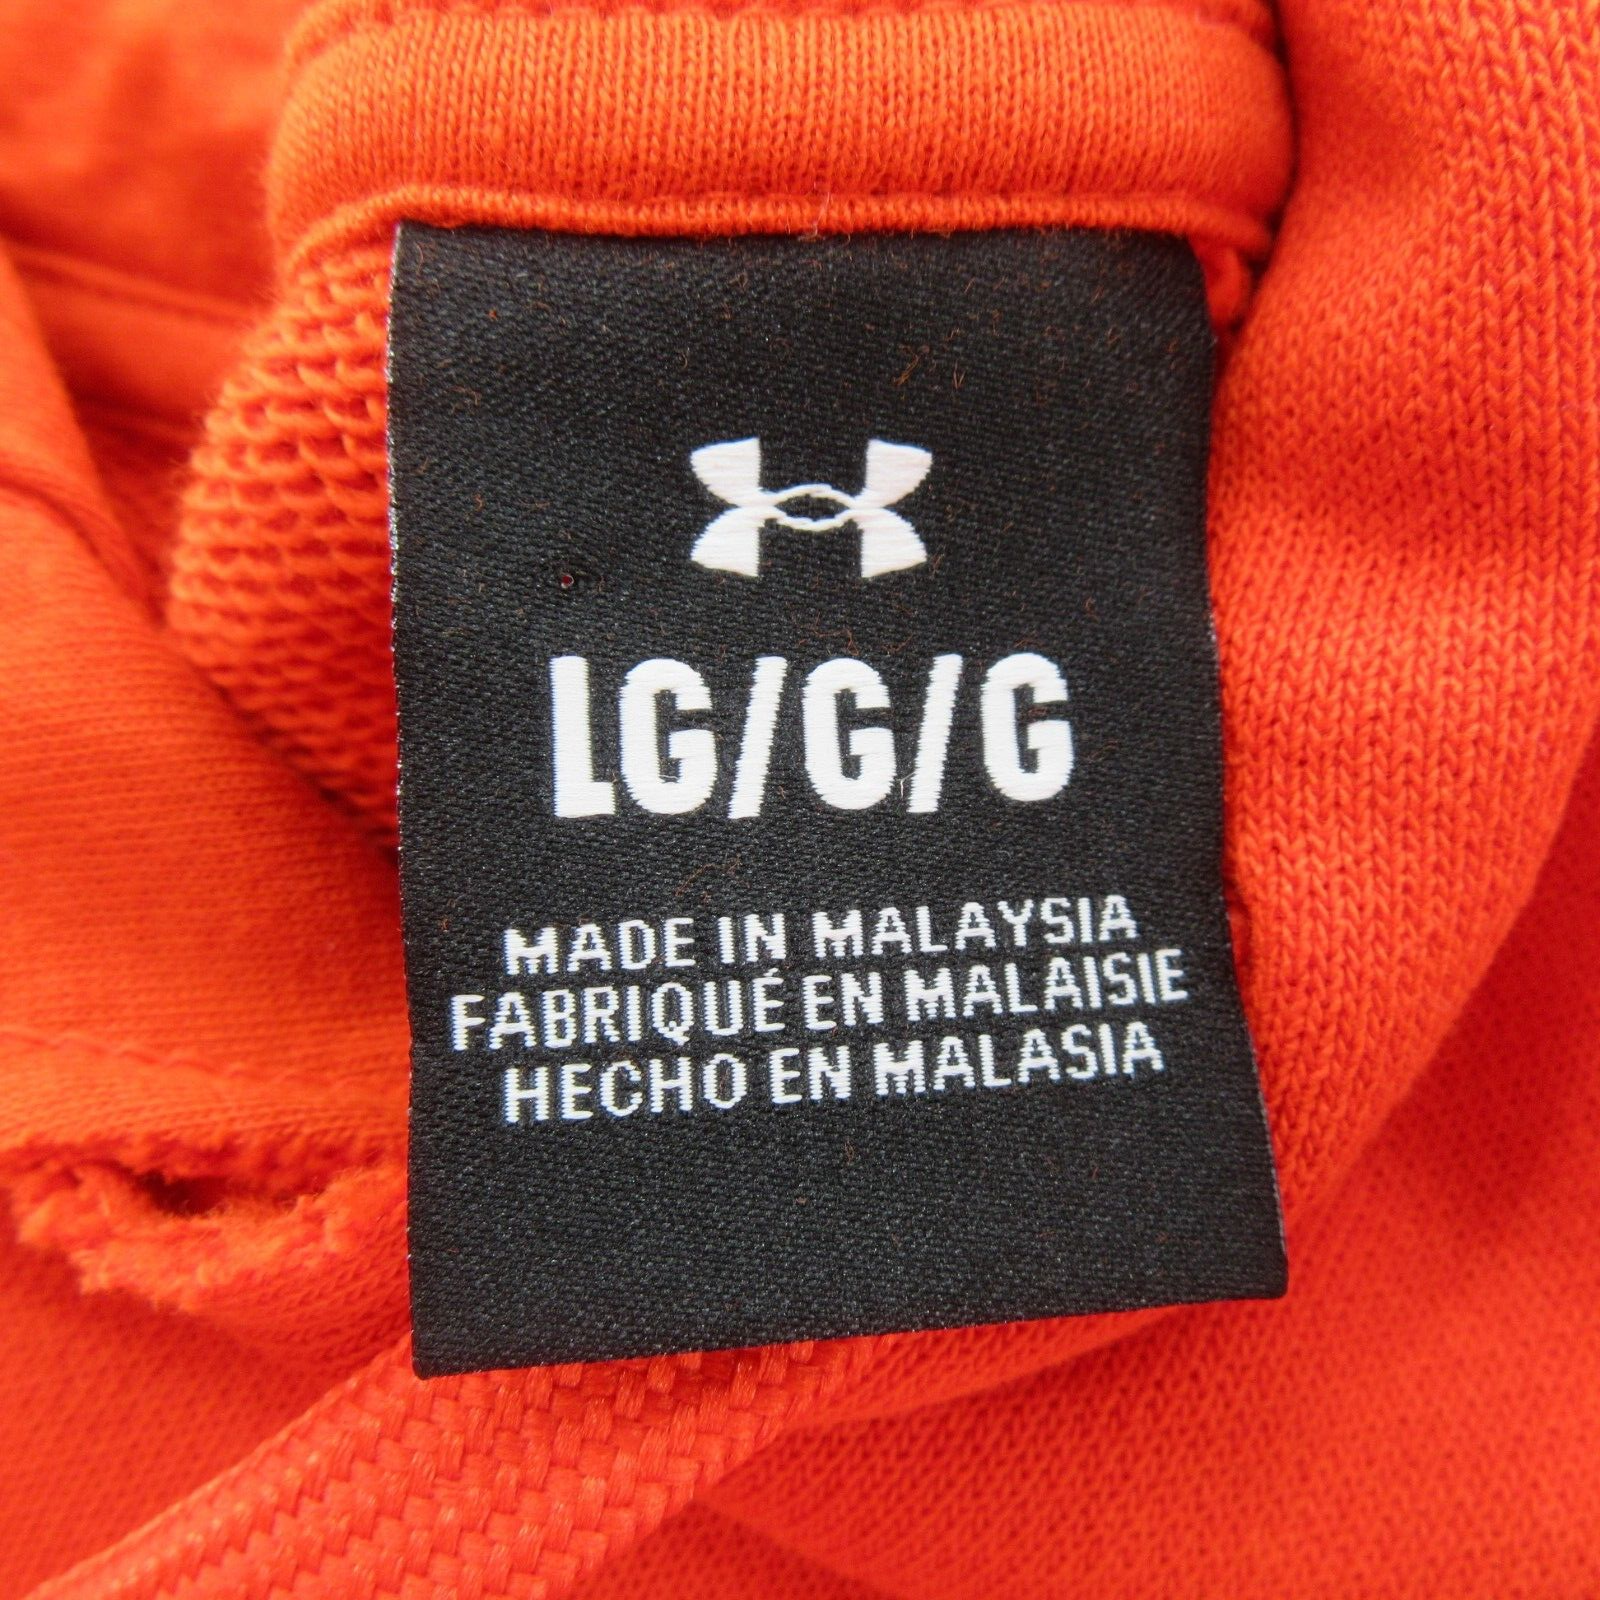 LG/G/G
MADE IN MALAYSIA
FABRIQUÉ EN MALAISIE
HECHO EN MALASIA